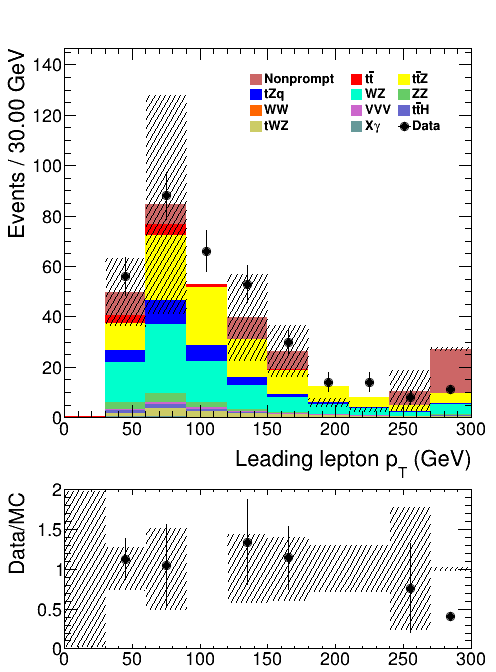 Events / 30.00 GeV
140
120
100
80
60
40
20
0
Nonprompt tt̄ tt̄Z
tZq WZ ZZ
WW VVV tt̄H
tWZ Xγ Data
0 50 100 150 200 250 300
Leading lepton p_T (GeV)
Data/MC
2
1.5
1
0.5
0
0 50 100 150 200 250 300